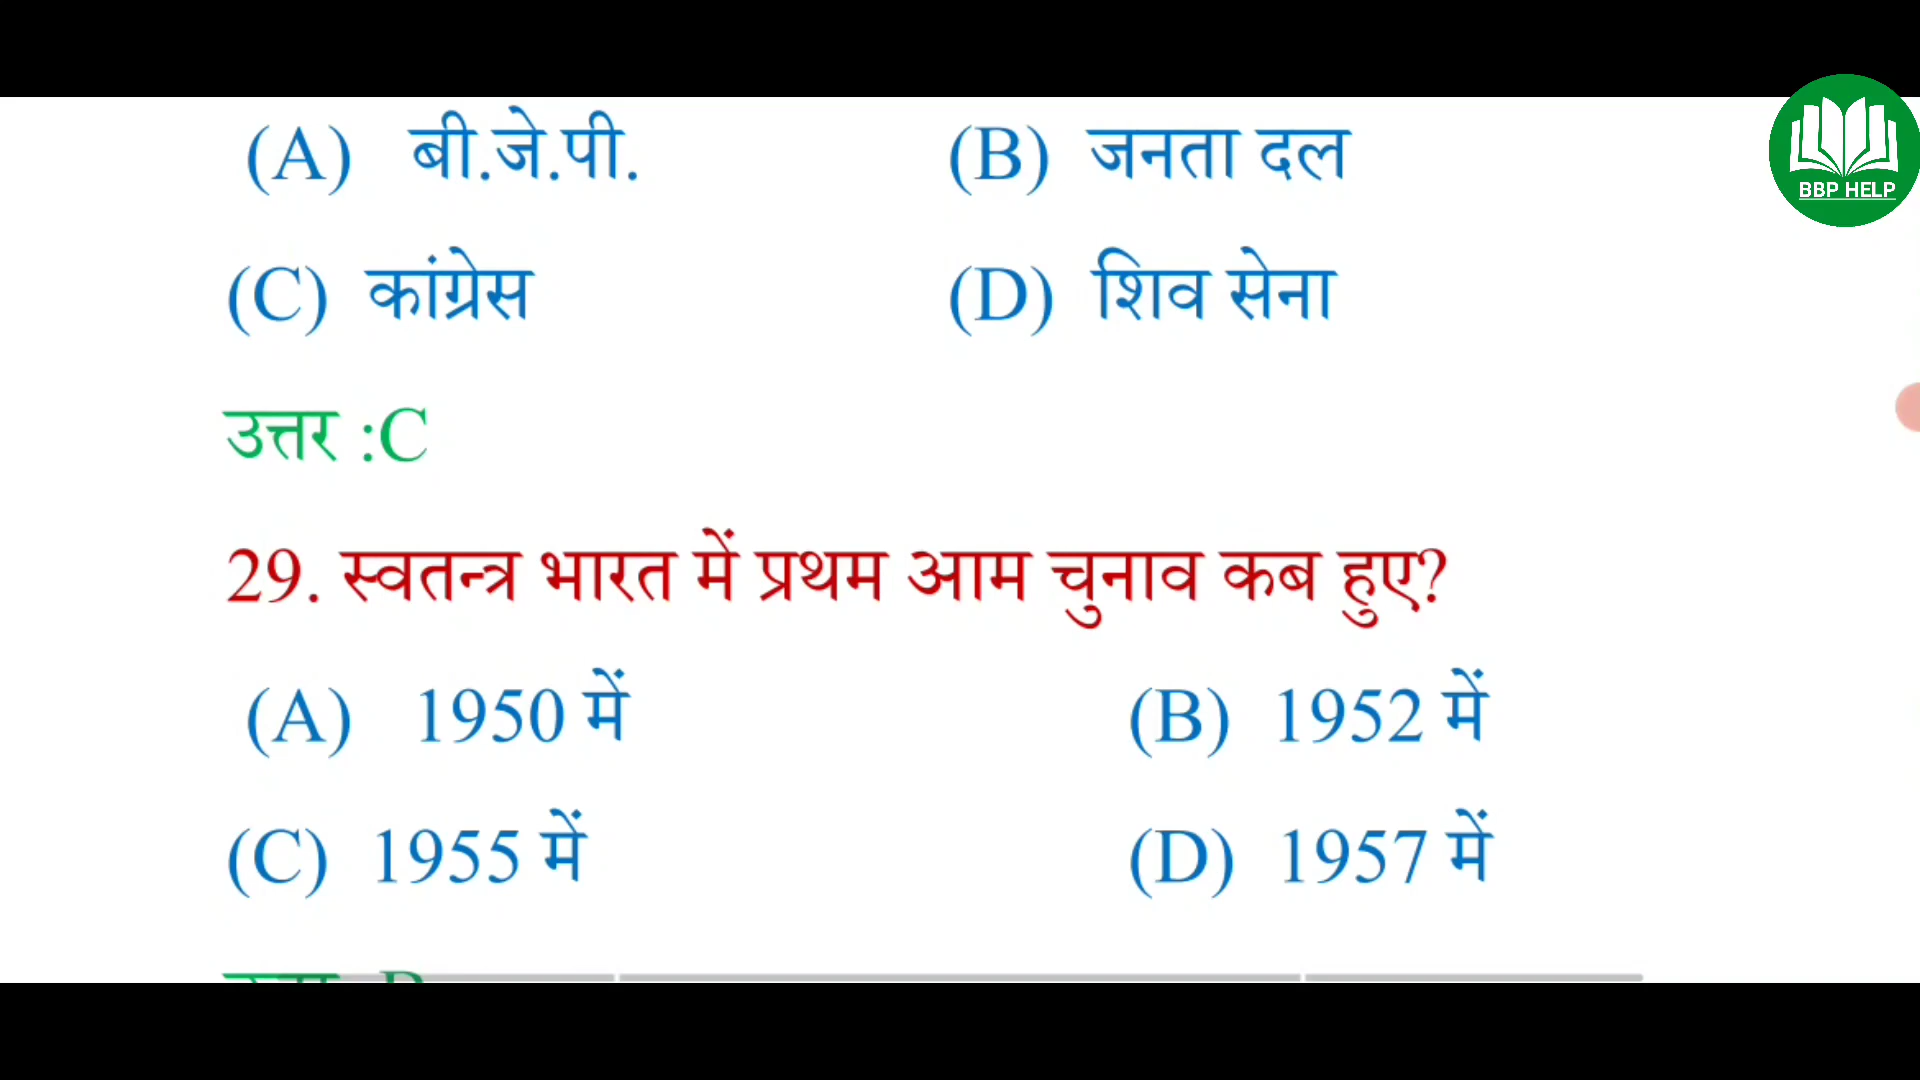 (A) बी.जे.पी. (B) जनता दल
BBP HELP
(C) कांग्रेस (D) शिव सेना
उत्तर :C
29. स्वतन्त्र भारत में प्रथम आम चुनाव कब हुए?
(A) 1950 में (B) 1952 में
(C) 1955 में (D) 1957 में